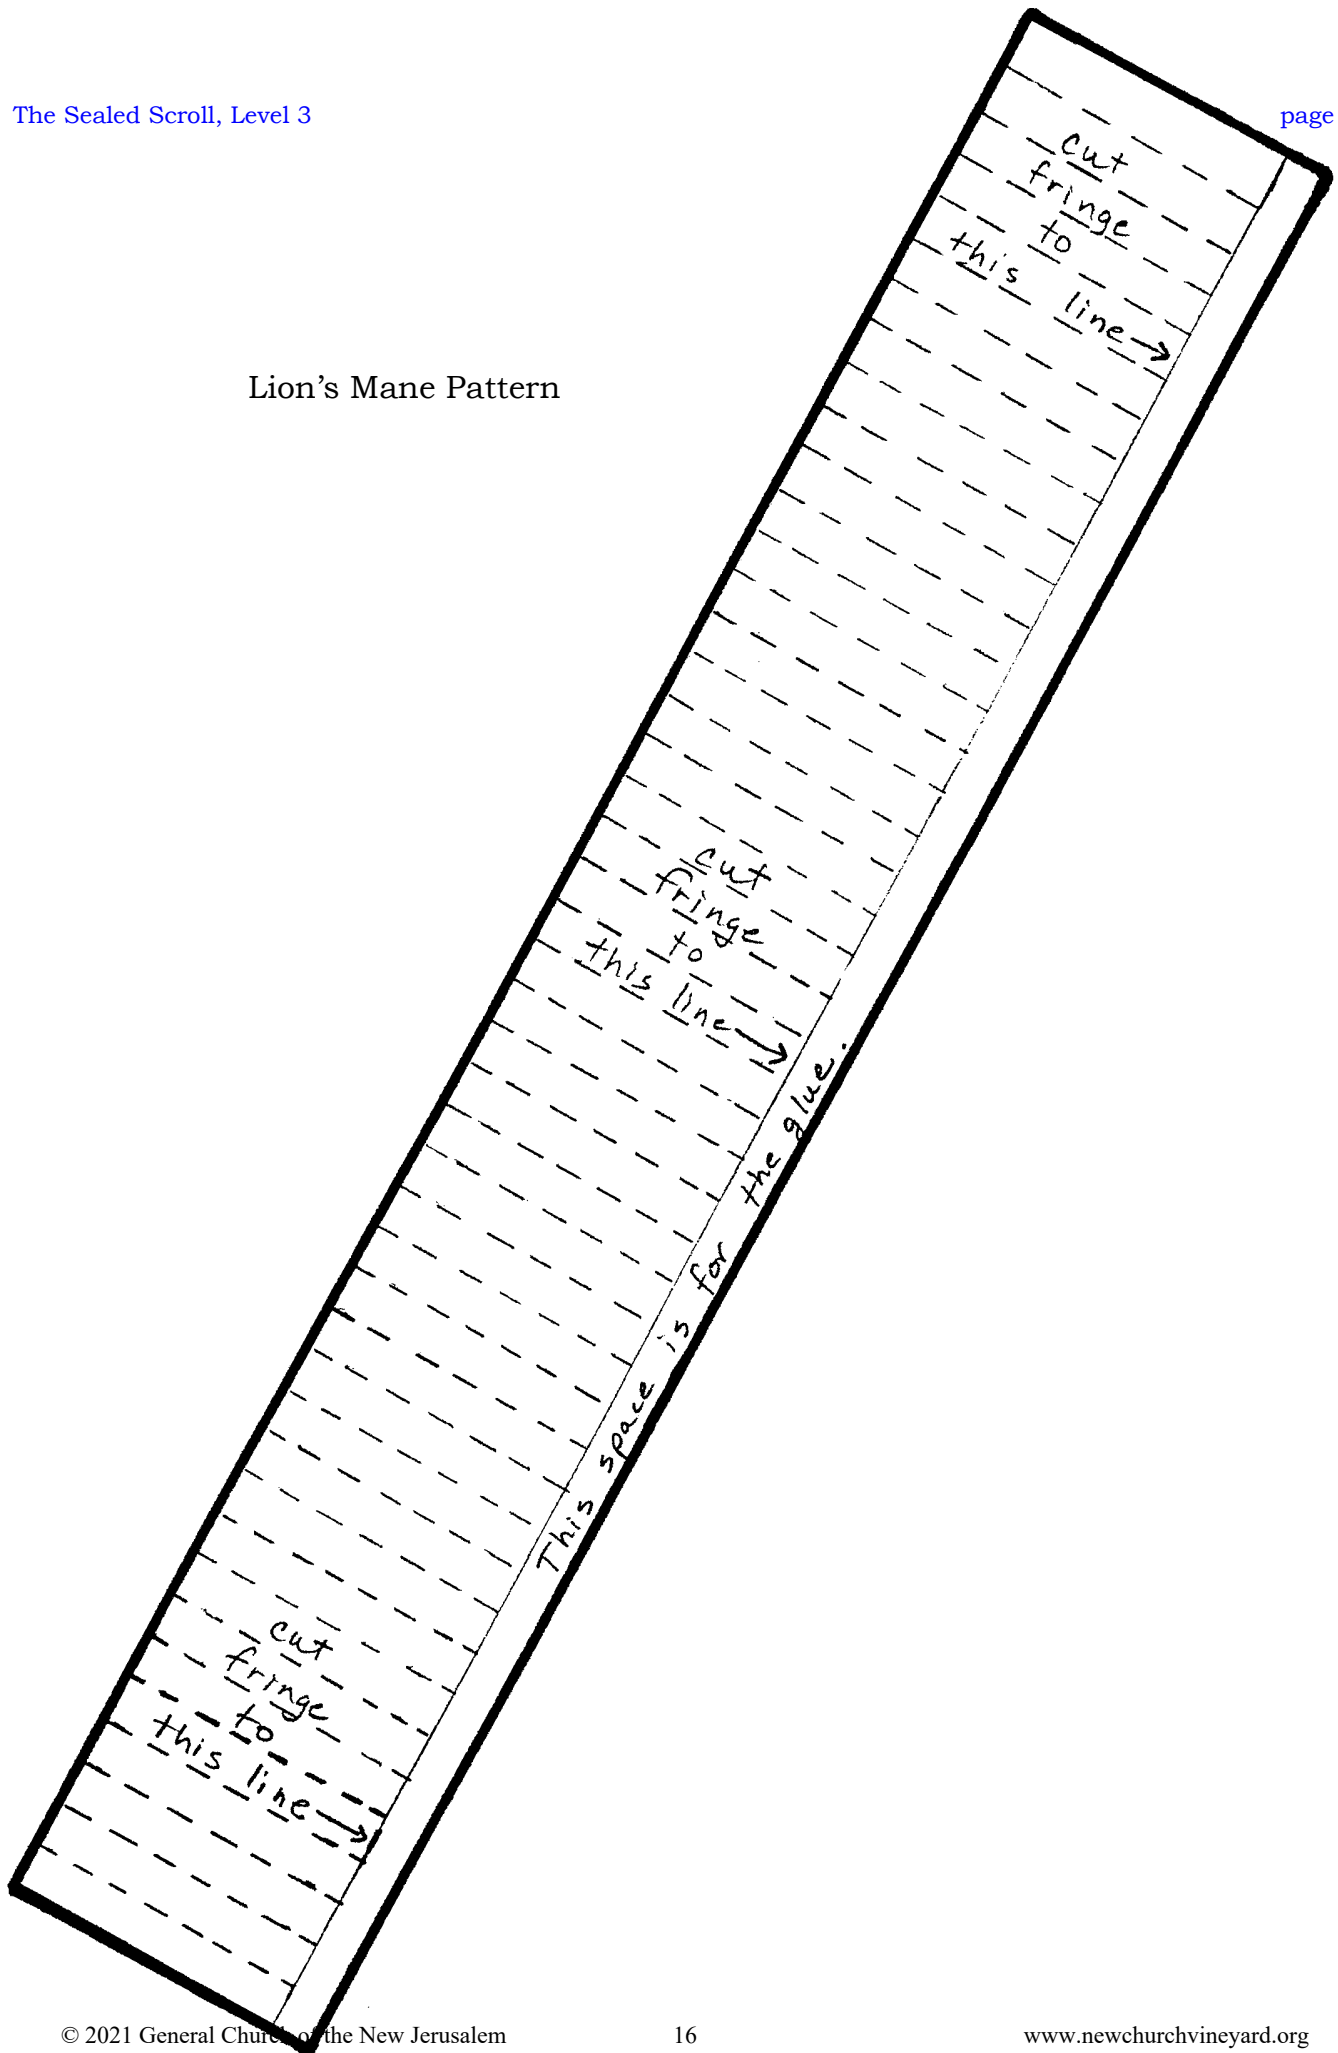 The Sealed Scroll, Level 3
page
cut
fringe
to
this line
Lion’s Mane Pattern
cut
fringe
to
this line
This space is for the glue.
cut
fringe
to
this line
© 2021 General Church of the New Jerusalem
16
www.newchurchvineyard.org